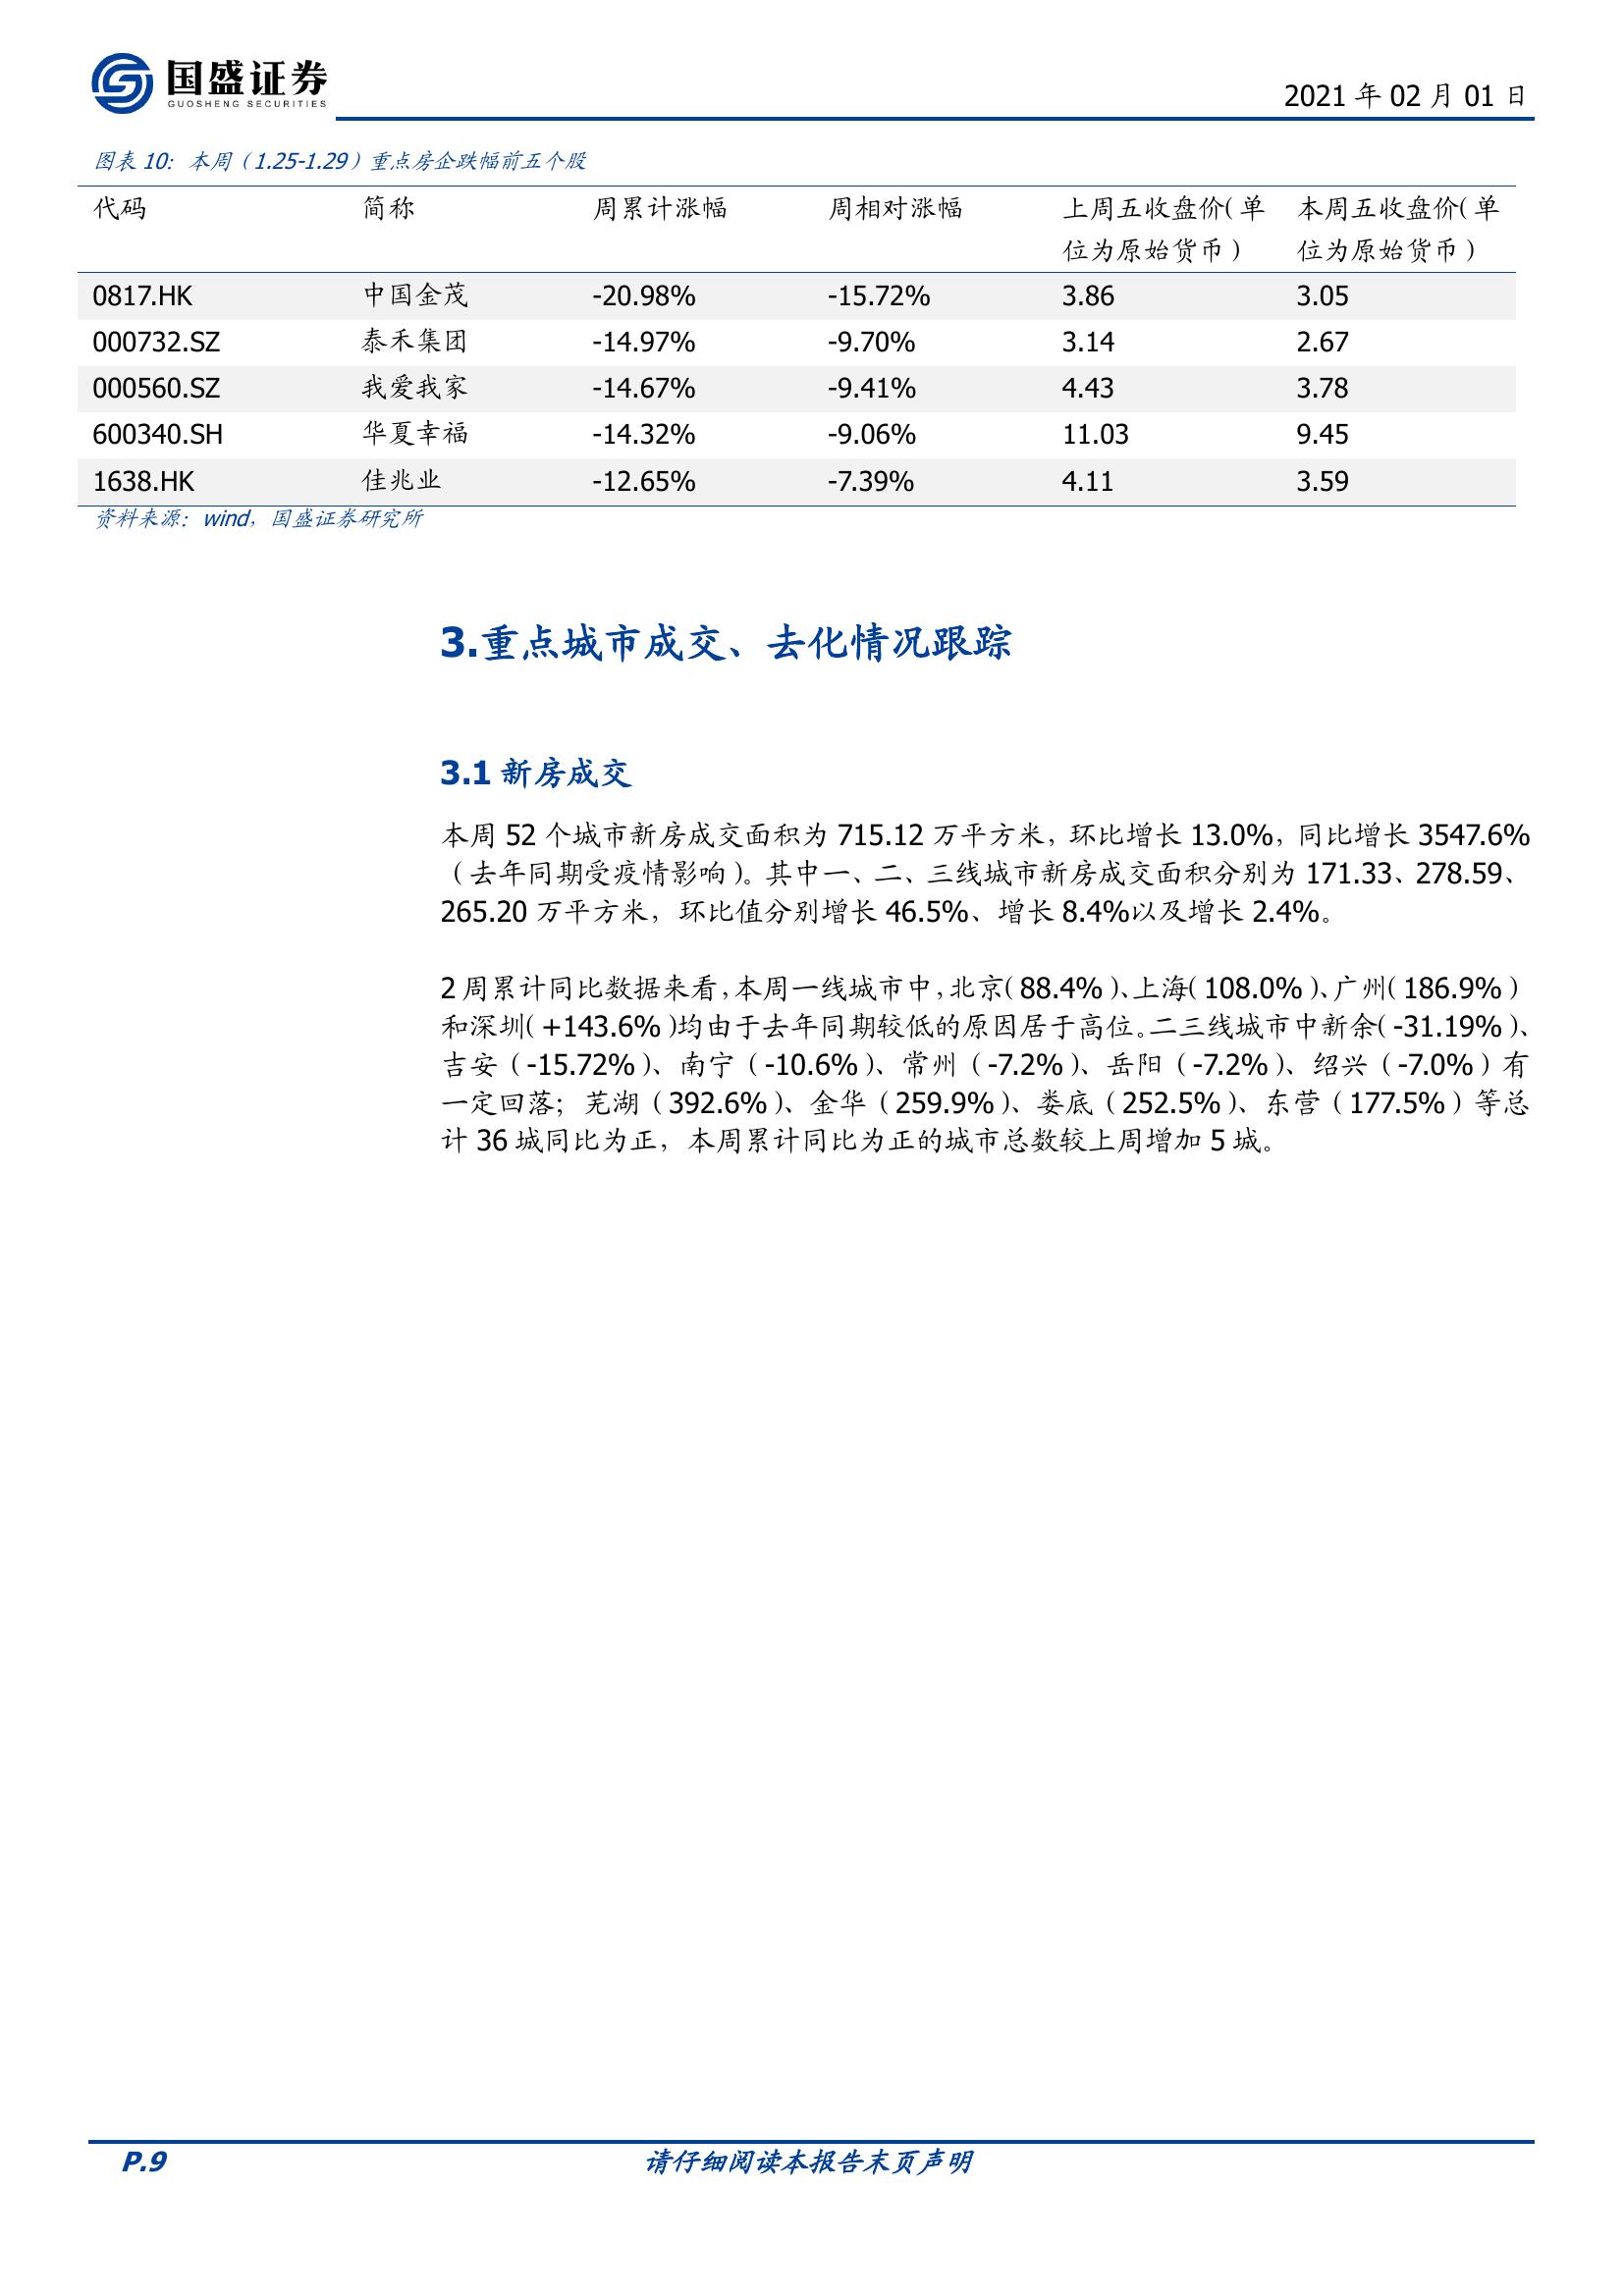 国盛证券
GUOSHENG SECURITIES
2021 年 02 月 01 日
图表 10：本周（1.25-1.29）重点房企跌幅前五个股
代码 简称 周累计涨幅 周相对涨幅 上周五收盘价（单 本周五收盘价（单
位为原始货币） 位为原始货币）
0817.HK 中国金茂 -20.98% -15.72% 3.86 3.05
000732.SZ 泰禾集团 -14.97% -9.70% 3.14 2.67
000560.SZ 我爱我家 -14.67% -9.41% 4.43 3.78
600340.SH 华夏幸福 -14.32% -9.06% 11.03 9.45
1638.HK 佳兆业 -12.65% -7.39% 4.11 3.59
资料来源：wind，国盛证券研究所
3.重点城市成交、去化情况跟踪
3.1 新房成交
本周 52 个城市新房成交面积为 715.12 万平方米，环比增长 13.0%，同比增长 3547.6%
（去年同期受疫情影响）。其中一、二、三线城市新房成交面积分别为 171.33、278.59、
265.20 万平方米，环比值分别增长 46.5%、增长 8.4%以及增长 2.4%。
2 周累计同比数据来看，本周一线城市中，北京（88.4%）、上海（108.0%）、广州（186.9%）
和深圳（+143.6%）均由于去年同期较低的原因居于高位。二三线城市中新余（-31.19%）、
吉安（-15.72%）、南宁（-10.6%）、常州（-7.2%）、岳阳（-7.2%）、绍兴（-7.0%）有
一定回落；芜湖（392.6%）、金华（259.9%）、娄底（252.5%）、东营（177.5%）等总
计 36 城同比为正，本周累计同比为正的城市总数较上周增加 5 城。
P.9 请仔细阅读本报告末页声明